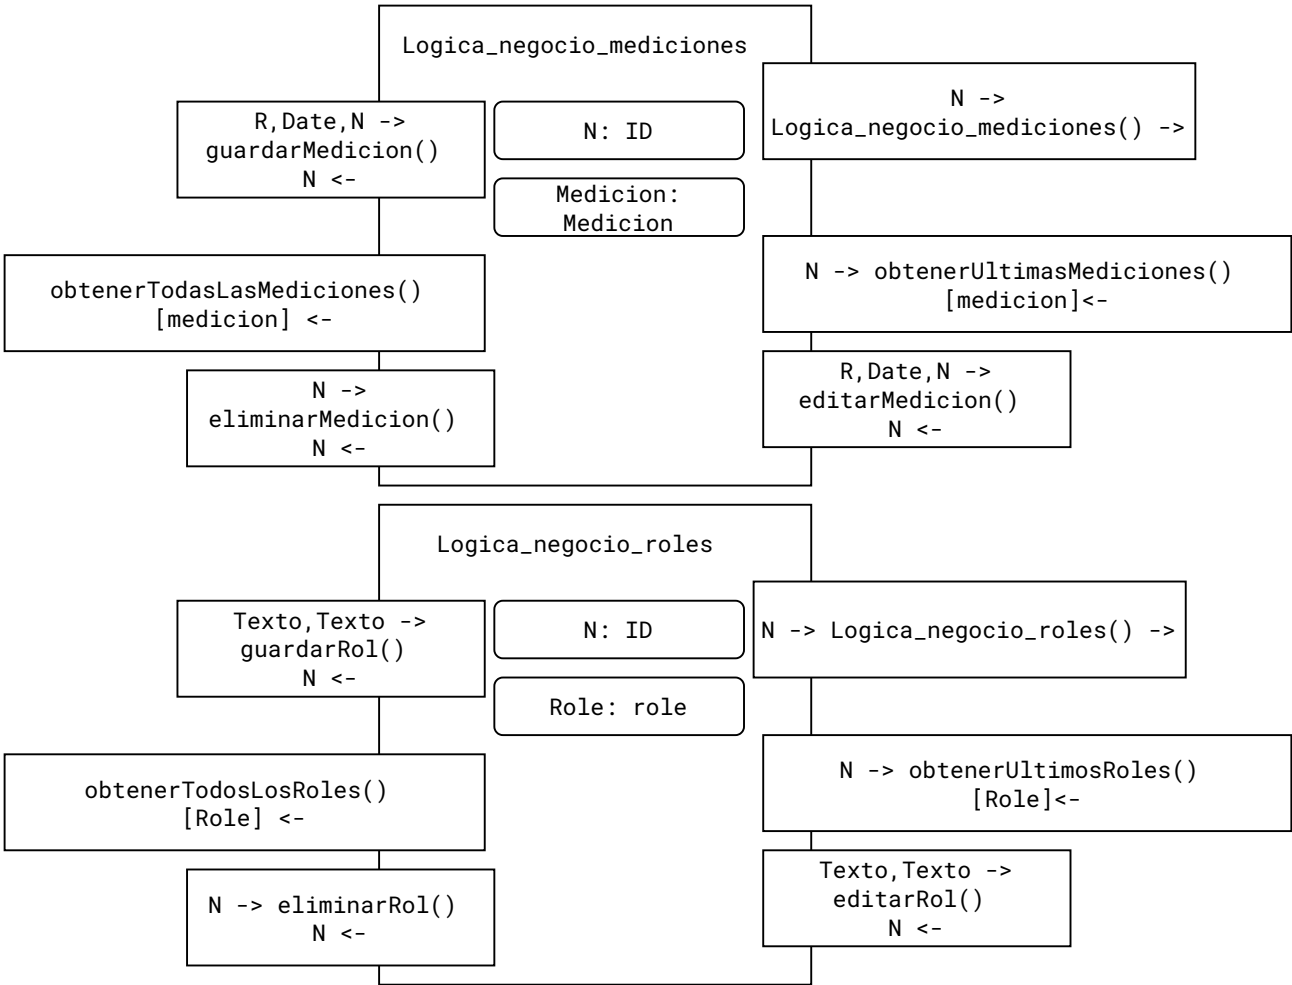 Logica_negocio_mediciones
N ->
Logica_negocio_mediciones() ->
R,Date,N ->
guardarMedicion()
N <-
N: ID
Medicion:
Medicion
obtenerTodasLasMediciones()
[medicion] <-
N -> obtenerUltimasMediciones()
[medicion]<-
N ->
eliminarMedicion()
N <-
R,Date,N ->
editarMedicion()
N <-
Logica_negocio_roles
Texto,Texto ->
guardarRol()
N <-
N: ID
N -> Logica_negocio_roles() ->
Role: role
obtenerTodosLosRoles()
[Role] <-
N -> obtenerUltimosRoles()
[Role]<-
N -> eliminarRol()
N <-
Texto,Texto ->
editarRol()
N <-